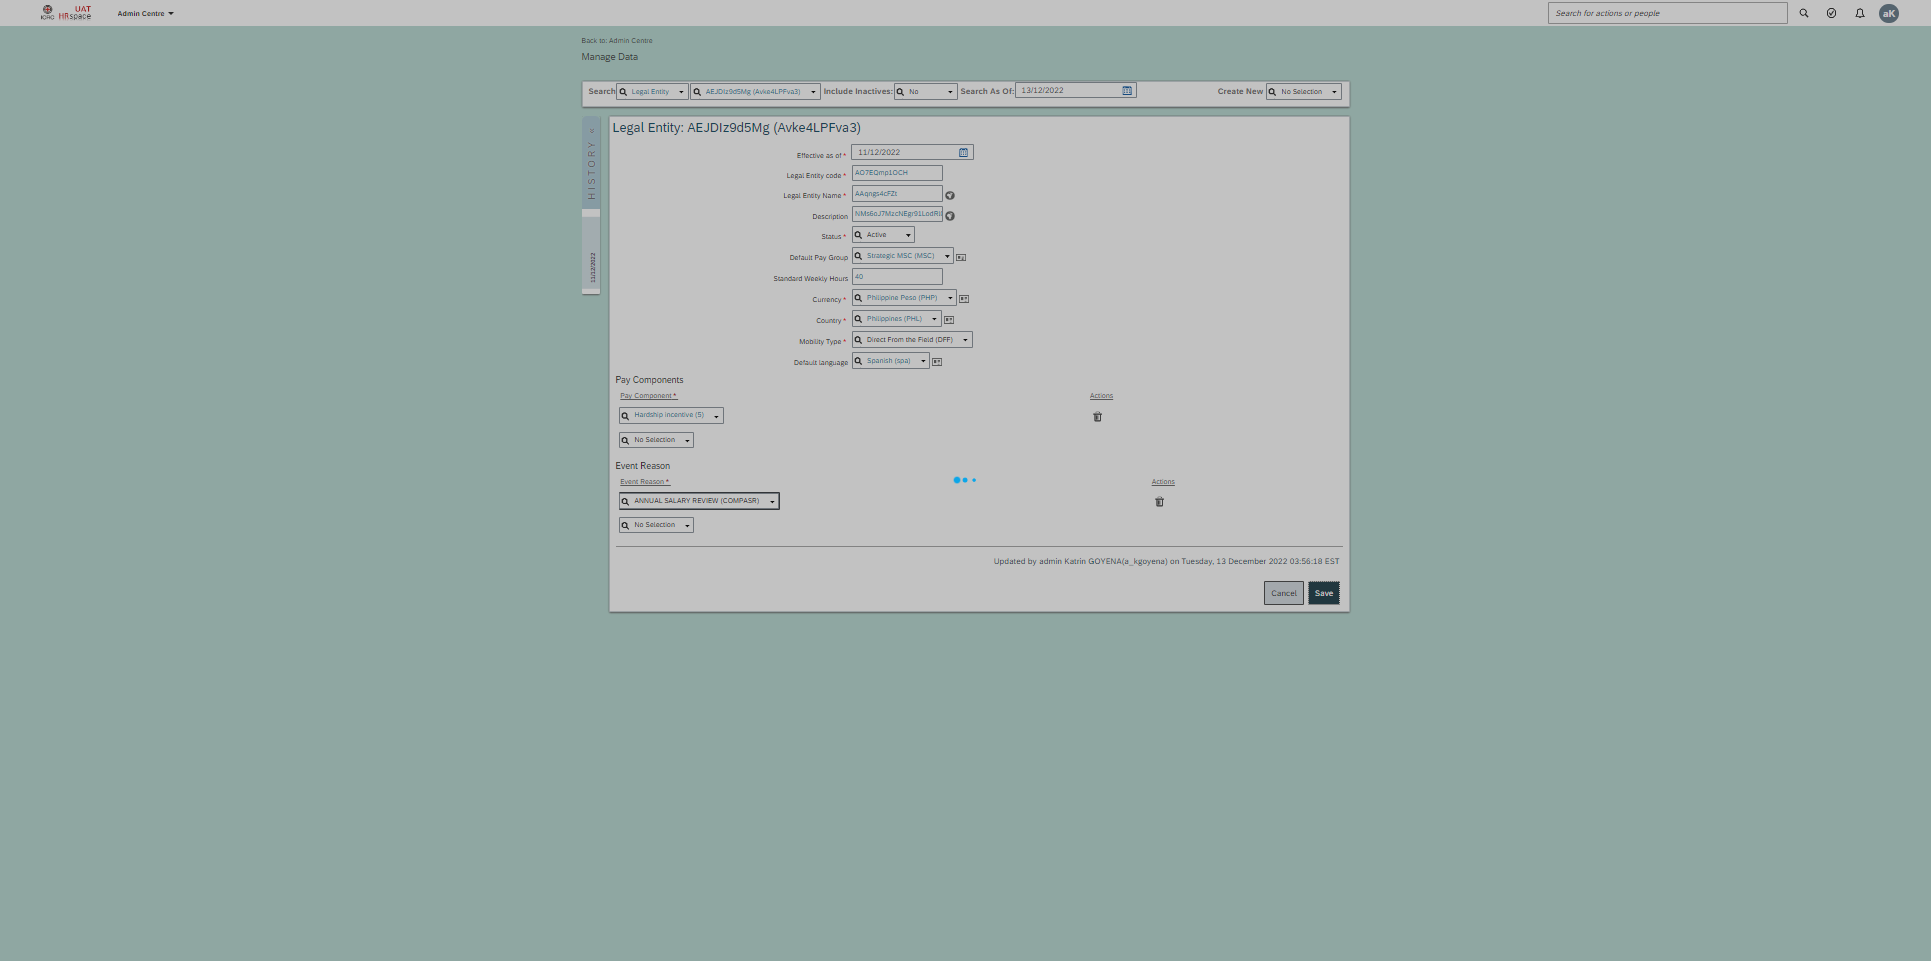 ICRC UAT HRspace Admin Centre Search for actions or people aK
Back to: Admin Centre
Manage Data
Search Legal Entity AEJDIz9d5Mg (Avke4LPFva3) Include Inactives: No Search As Of: 13/12/2022 Create New No Selection
HISTORY
11/12/2022
Legal Entity: AEJDIz9d5Mg (Avke4LPFva3)
Effective as of * 11/12/2022
Legal Entity code * AO7EQmp1OCH
Legal Entity Name * AAqngs4cFZt
Description NMs6oJ7MzcNEgr91LodRli
Status * Active
Default Pay Group Strategic MSC (MSC)
Standard Weekly Hours 40
Currency * Philippine Peso (PHP)
Country * Philippines (PHL)
Mobility Type * Direct From the Field (DFF)
Default language Spanish (spa)
Pay Components
Pay Component * Actions
Hardship incentive (5)
No Selection
Event Reason
Event Reason * Actions
ANNUAL SALARY REVIEW (COMPASR)
No Selection
Updated by admin Katrin GOYENA(a_kgoyena) on Tuesday, 13 December 2022 03:56:18 EST
Cancel Save